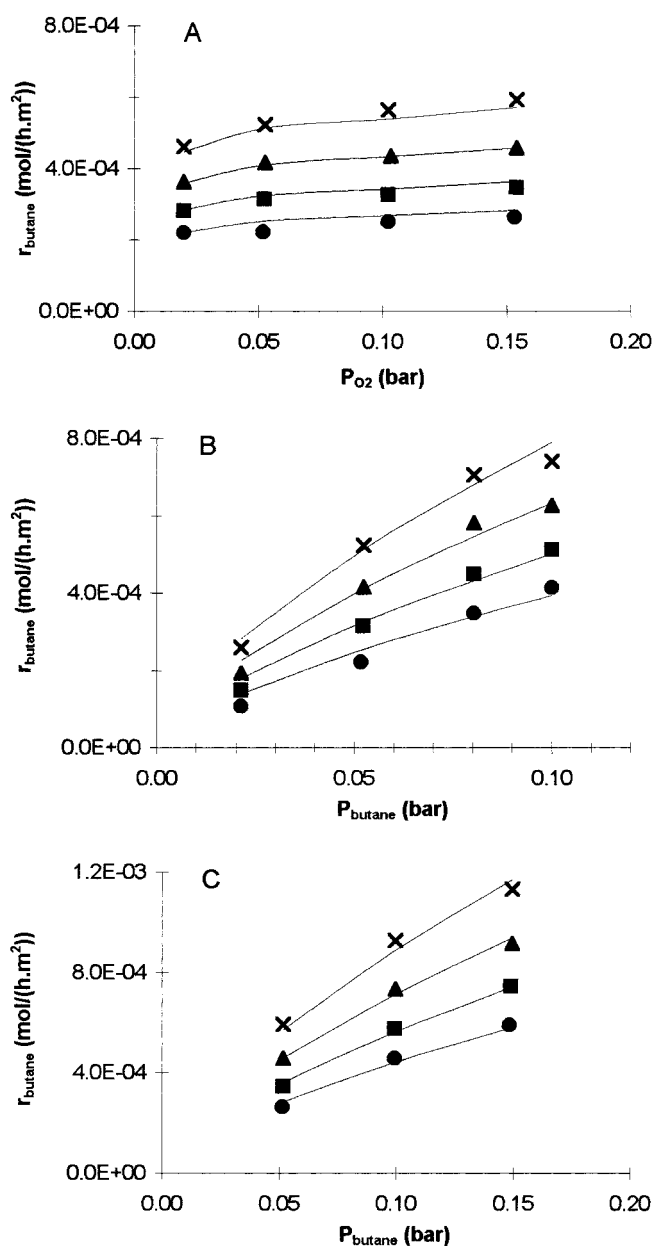 A
8.0E-04
4.0E-04
0.0E+00
r_butane (mol/(h.m²))
0.00 0.05 0.10 0.15 0.20
P_O2 (bar)
B
8.0E-04
4.0E-04
0.0E+00
r_butane (mol/(h.m²))
0.00 0.05 0.10
P_butane (bar)
C
1.2E-03
8.0E-04
4.0E-04
0.0E+00
r_butane (mol/(h.m²))
0.00 0.05 0.10 0.15 0.20
P_butane (bar)